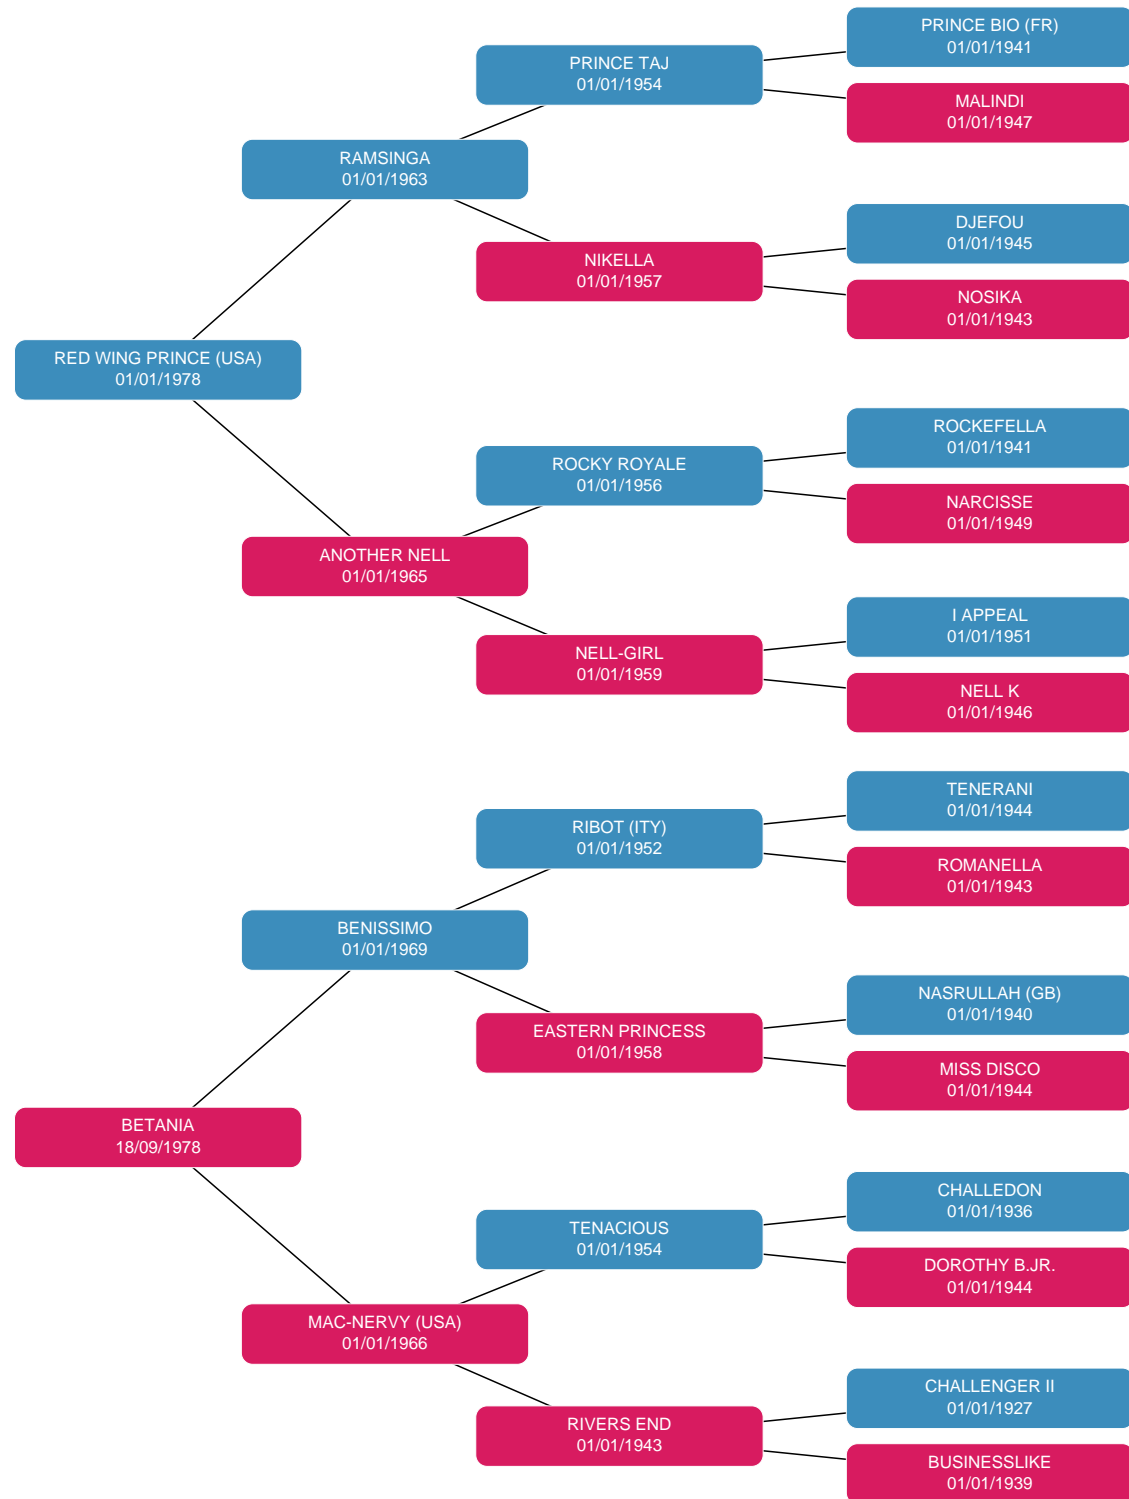 PRINCE BIO (FR)
01/01/1941
PRINCE TAJ
01/01/1954
MALINDI
01/01/1947
RAMSINGA
01/01/1963
DJEFOU
01/01/1945
NIKELLA
01/01/1957
NOSIKA
01/01/1943
RED WING PRINCE (USA)
01/01/1978
ROCKEFELLA
01/01/1941
ROCKY ROYALE
01/01/1956
NARCISSE
01/01/1949
ANOTHER NELL
01/01/1965
I APPEAL
01/01/1951
NELL-GIRL
01/01/1959
NELL K
01/01/1946
TENERANI
01/01/1944
RIBOT (ITY)
01/01/1952
ROMANELLA
01/01/1943
BENISSIMO
01/01/1969
NASRULLAH (GB)
01/01/1940
EASTERN PRINCESS
01/01/1958
MISS DISCO
01/01/1944
BETANIA
18/09/1978
CHALLEDON
01/01/1936
TENACIOUS
01/01/1954
DOROTHY B.JR.
01/01/1944
MAC-NERVY (USA)
01/01/1966
CHALLENGER II
01/01/1927
RIVERS END
01/01/1943
BUSINESSLIKE
01/01/1939